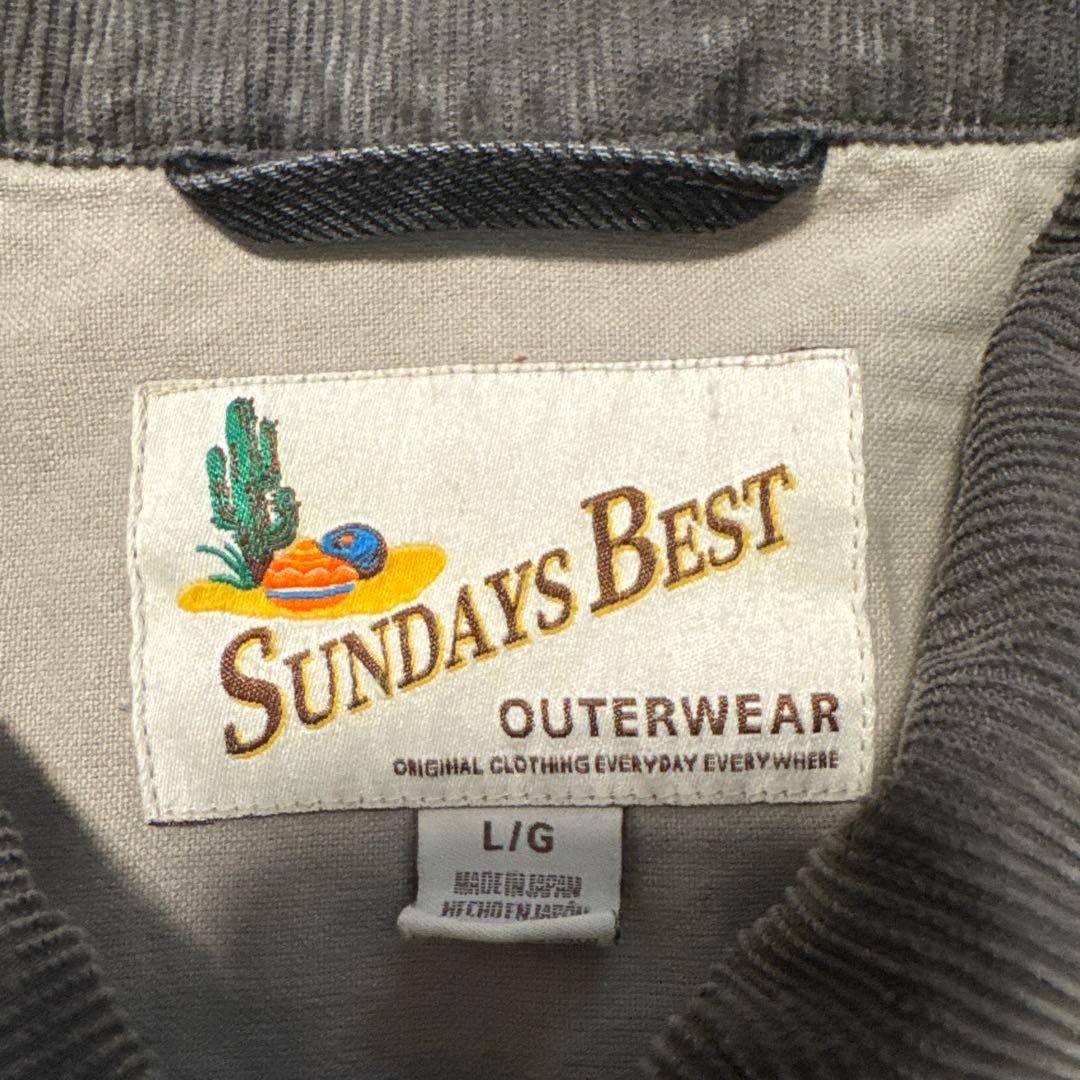 SUNDAYS BEST
OUTERWEAR
ORIGINAL CLOTHING EVERYDAY EVERYWHERE
L/G
MADE IN JAPAN
HECHO EN JAPÓN